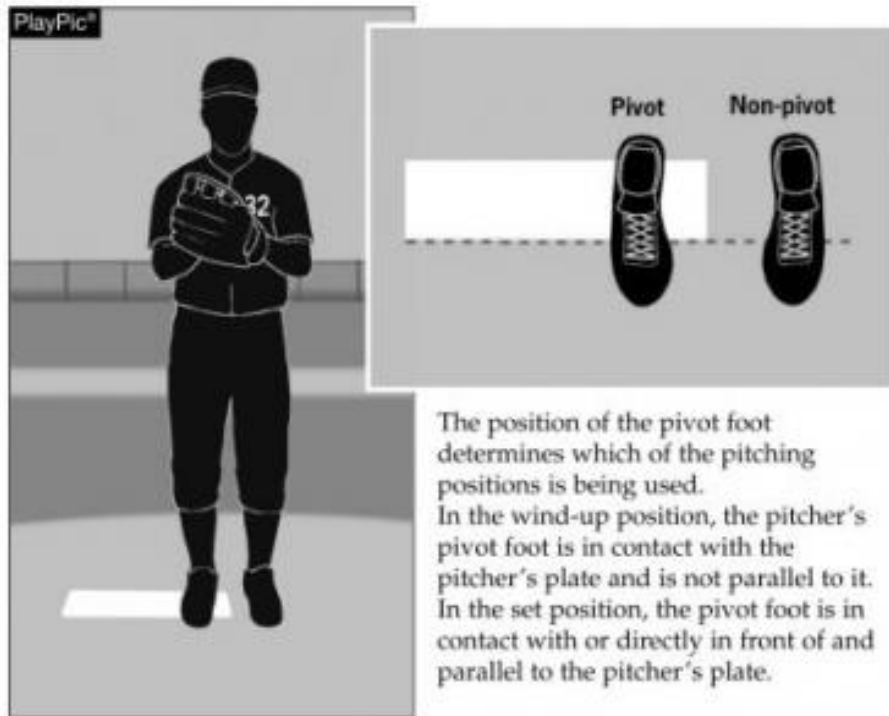 PlayPic®
32
Pivot Non-pivot
The position of the pivot foot
determines which of the pitching
positions is being used.
In the wind-up position, the pitcher's
pivot foot is in contact with the
pitcher's plate and is not parallel to it.
In the set position, the pivot foot is in
contact with or directly in front of and
parallel to the pitcher's plate.